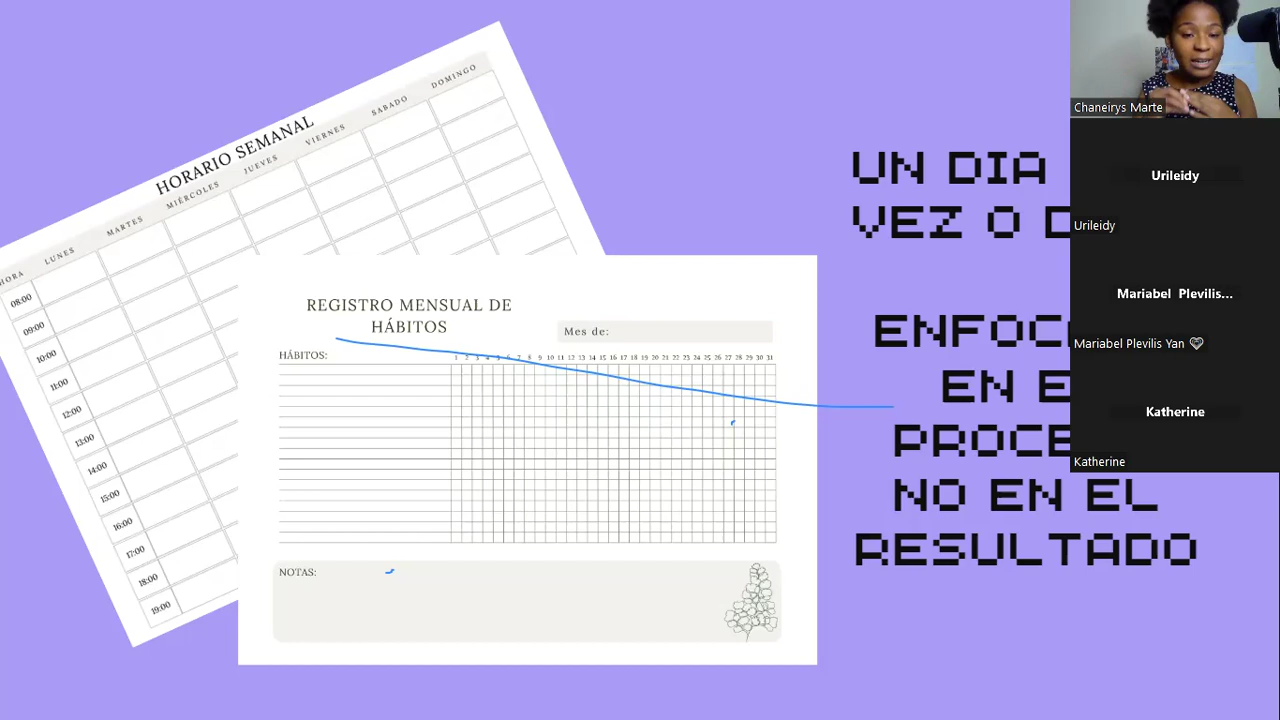 HORARIO SEMANAL
HORA LUNES MARTES MIÉRCOLES JUEVES VIERNES SABADO DOMINGO
08:00
09:00
10:00
11:00
12:00
13:00
14:00
15:00
16:00
17:00
18:00
19:00
REGISTRO MENSUAL DE
HÁBITOS
Mes de:
HÁBITOS: 1 2 3 4 5 6 7 8 9 10 11 12 13 14 15 16 17 18 19 20 21 22 23 24 25 26 27 28 29 30 31
NOTAS:
UN DIA
VEZ O
EN
NO EN EL
RESULTADO
Chaneirys Marte
Urileidy
Urileidy
Mariabel Plevilis...
Mariabel Plevilis Yan
Katherine
Katherine